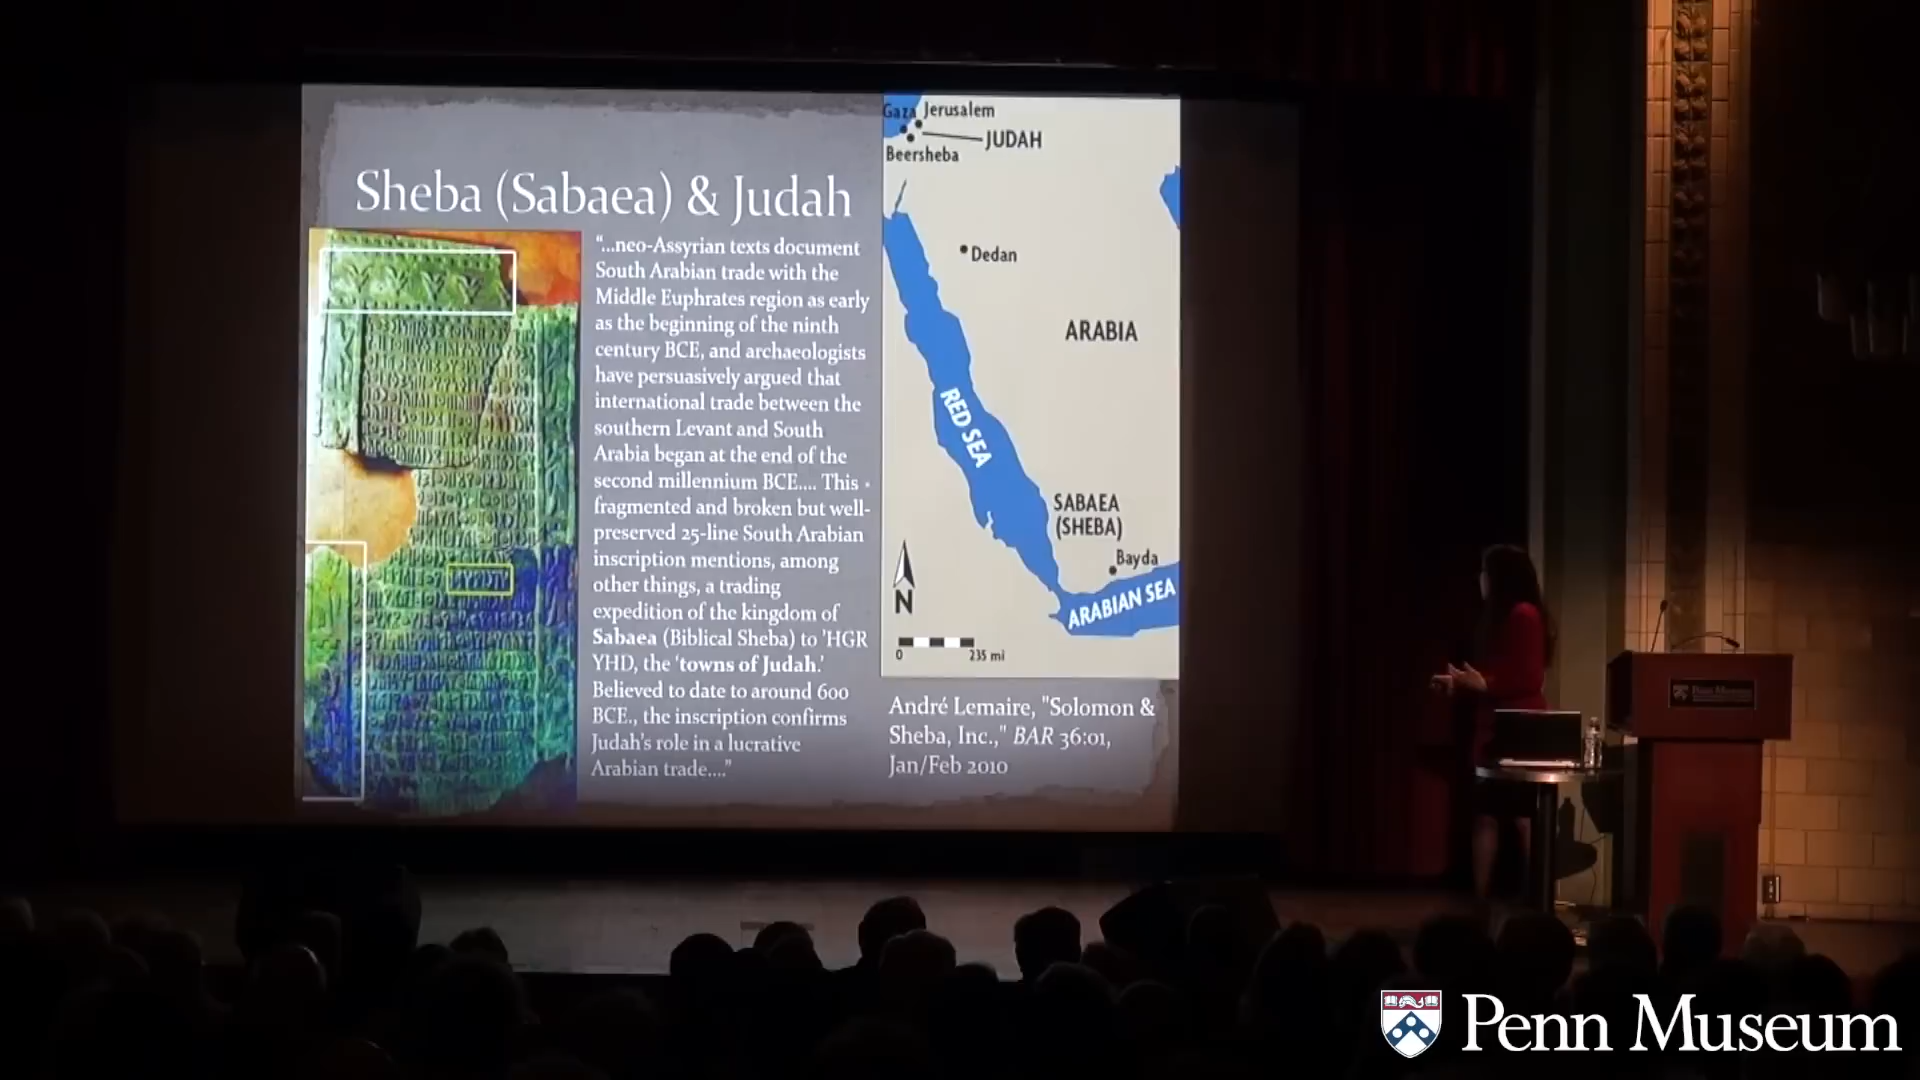 Sheba (Sabaea) & Judah
“...neo-Assyrian texts document
South Arabian trade with the
Middle Euphrates region as early
as the beginning of the ninth
century BCE, and archaeologists
have persuasively argued that
international trade between the
southern Levant and South
Arabia began at the end of the
second millennium BCE.... This
fragmented and broken but well-
preserved 25-line South Arabian
inscription mentions, among
other things, a trading
expedition of the kingdom of
Sabaea (Biblical Sheba) to 'HGR
YHD, the 'towns of Judah.'
Believed to date to around 600
BCE., the inscription confirms
Judah's role in a lucrative
Arabian trade....”
Gaza Jerusalem
JUDAH
Beersheba
Dedan
ARABIA
RED SEA
SABAEA
(SHEBA)
Bayda
ARABIAN SEA
N
0 235 mi
André Lemaire, "Solomon &
Sheba, Inc.," BAR 36:01,
Jan/Feb 2010
Penn Museum
Penn Museum